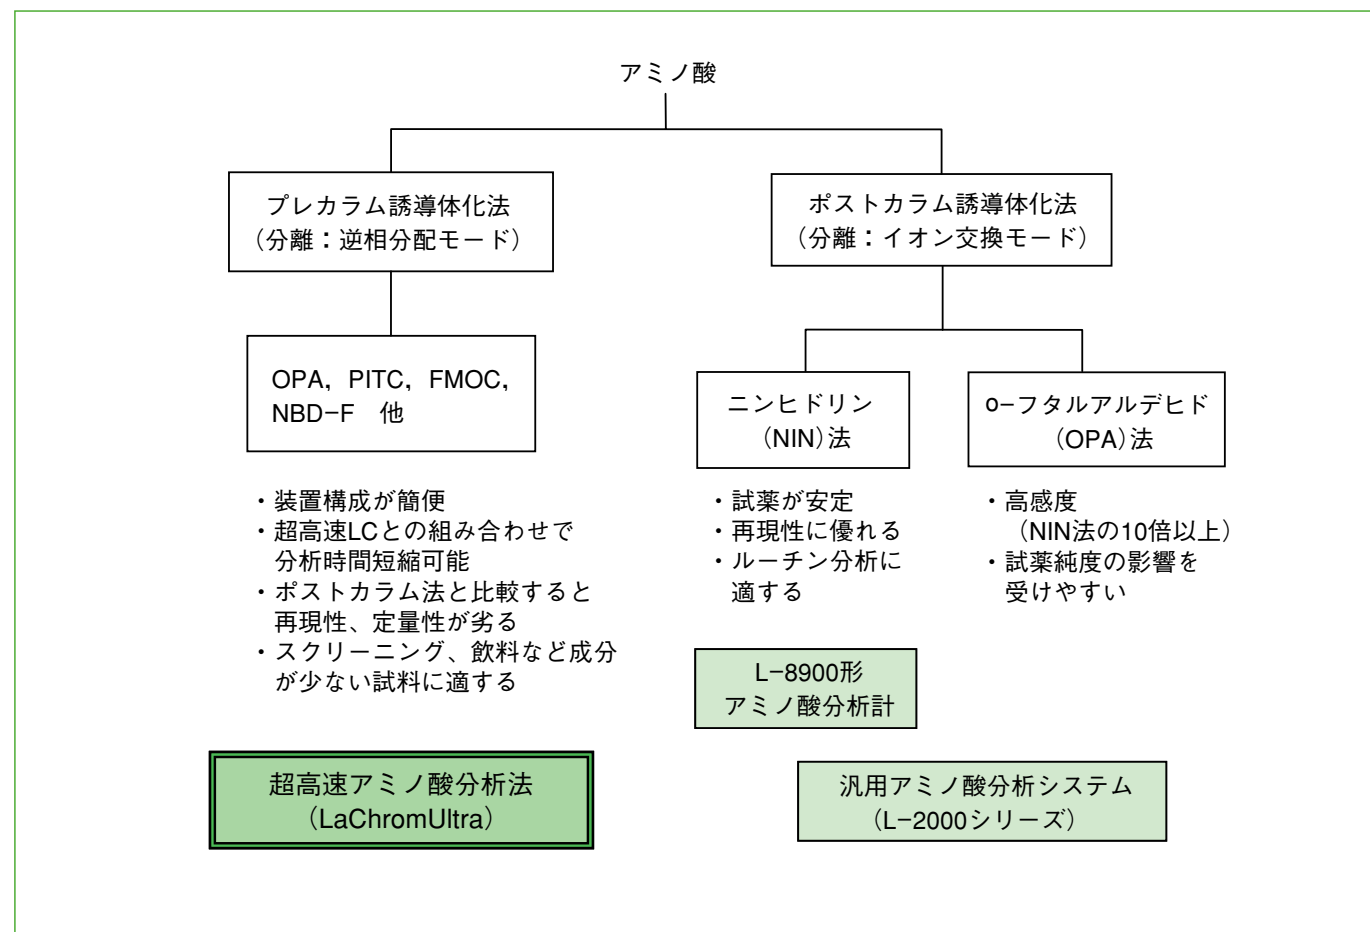 アミノ酸
プレカラム誘導体化法
（分離：逆相分配モード）
OPA，PITC，FMOC，
NBD−F　他
・装置構成が簡便
・超高速LCとの組み合わせで
分析時間短縮可能
・ポストカラム法と比較すると
再現性、定量性が劣る
・スクリーニング、飲料など成分
が少ない試料に適する
超高速アミノ酸分析法
（LaChromUltra）
ポストカラム誘導体化法
（分離：イオン交換モード）
ニンヒドリン
（NIN）法
・試薬が安定
・再現性に優れる
・ルーチン分析に
適する
L−8900形
アミノ酸分析計
o−フタルアルデヒド
（OPA）法
・高感度
（NIN法の10倍以上）
・試薬純度の影響を
受けやすい
汎用アミノ酸分析システム
（L−2000シリーズ）